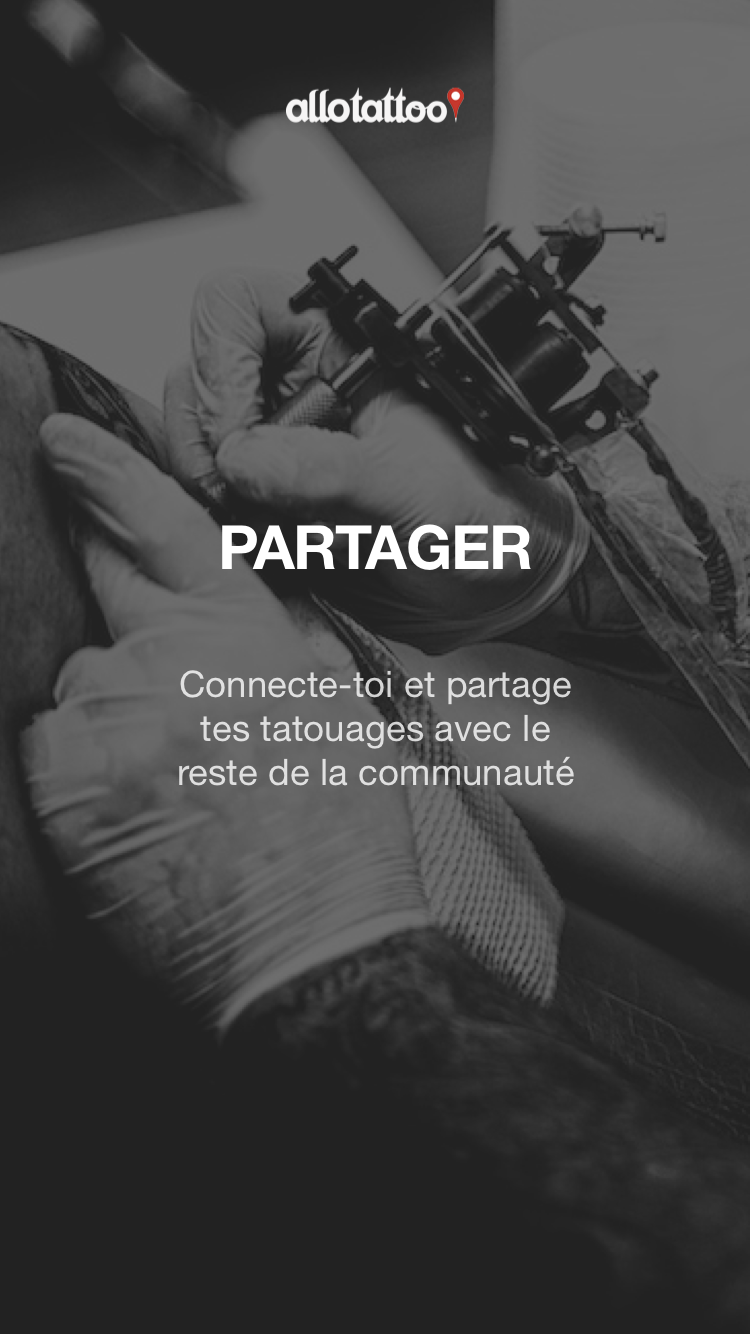 allotattoo
PARTAGER
Connecte-toi et partage
tes tatouages avec le
reste de la communauté